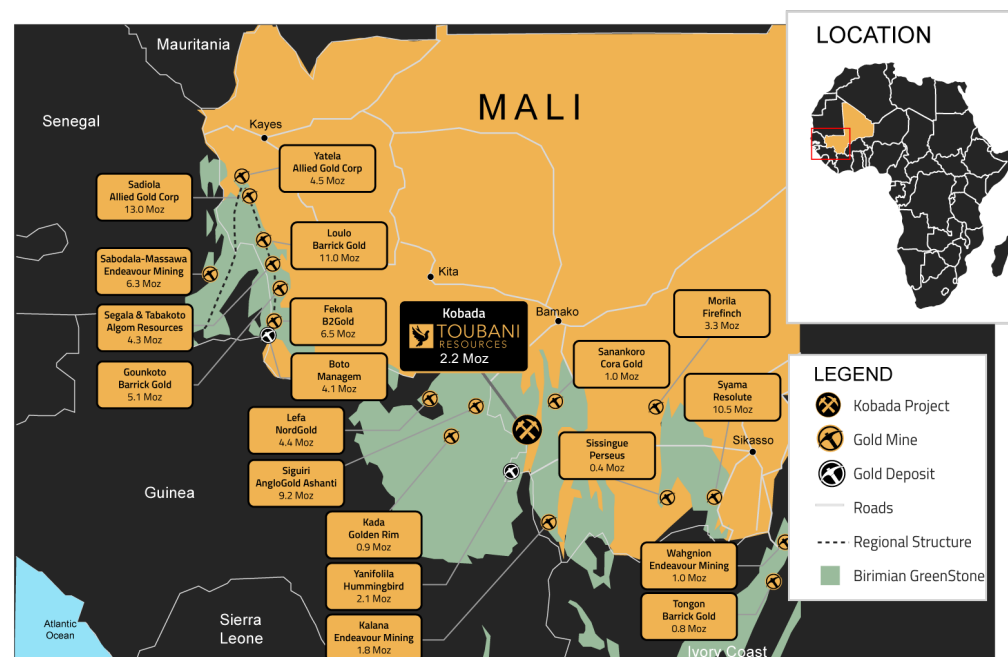 Mauritania
Senegal
MALI
Kayes
Yatela
Allied Gold Corp
4.5 Moz
Sadiola
Allied Gold Corp
13.0 Moz
Loulo
Barrick Gold
11.0 Moz
Sabodala-Massawa
Endeavour Mining
6.3 Moz
Kita
Segala & Tabakoto
Algom Resources
4.3 Moz
Fekola
B2Gold
6.5 Moz
Kobada
TOUBANI
RESOURCES
2.2 Moz
Bamako
Morila
Firefinch
3.3 Moz
Gounkoto
Barrick Gold
5.1 Moz
Boto
Managem
4.1 Moz
Sanankoro
Cora Gold
1.0 Moz
Syama
Resolute
10.5 Moz
Lefa
NordGold
4.4 Moz
Sissingue
Perseus
0.4 Moz
Sikasso
Siguiri
AngloGold Ashanti
9.2 Moz
Guinea
Kada
Golden Rim
0.9 Moz
Wahgnion
Endeavour Mining
1.0 Moz
Yanifolila
Hummingbird
2.1 Moz
Tongon
Barrick Gold
0.8 Moz
Kalana
Endeavour Mining
1.8 Moz
Sierra
Leone
Atlantic
Ocean
Ivory Coast
LOCATION
LEGEND
Kobada Project
Gold Mine
Gold Deposit
Roads
Regional Structure
Birimian GreenStone